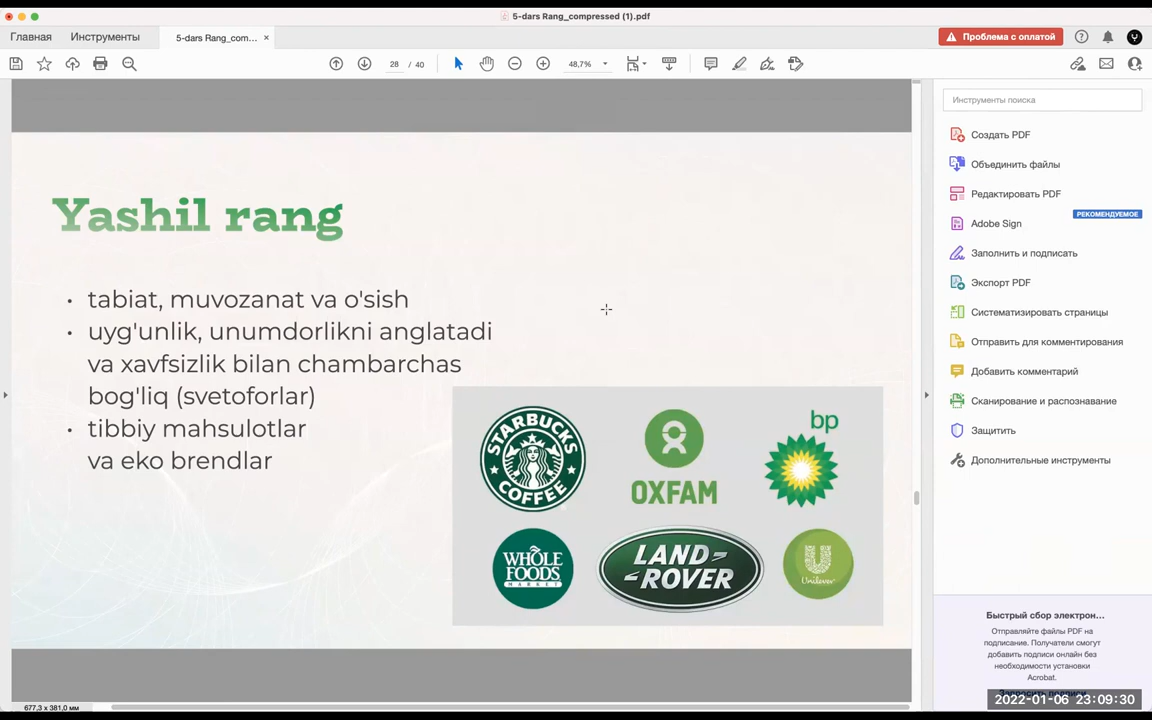 5-dars Rang_compressed (1).pdf
Главная
Инструменты
5-dars Rang_com...
×
Проблема с оплатой
28 / 40
48,7%
Инструменты поиска
Создать PDF
Объединить файлы
Редактировать PDF
РЕКОМЕНДУЕМОЕ
Adobe Sign
Заполнить и подписать
Экспорт PDF
Систематизировать страницы
Отправить для комментирования
Добавить комментарий
Сканирование и распознавание
Защитить
Дополнительные инструменты
Yashil rang
• tabiat, muvozanat va o'sish
• uyg'unlik, unumdorlikni anglatadi
va xavfsizlik bilan chambarchas
bog'liq (svetoforlar)
• tibbiy mahsulotlar
va eko brendlar
STARBUCKS
COFFEE
OXFAM
bp
WHOLE
FOODS
MARKET
LAND-
-ROVER
Unilever
Быстрый сбор электрон...
Отправляйте файлы PDF на
подписание. Получатели смогут
добавить подписи онлайн без
необходимости установки
Acrobat.
Запросить подписи
2022-01-06 23:09:30
677,3 x 381,0 мм